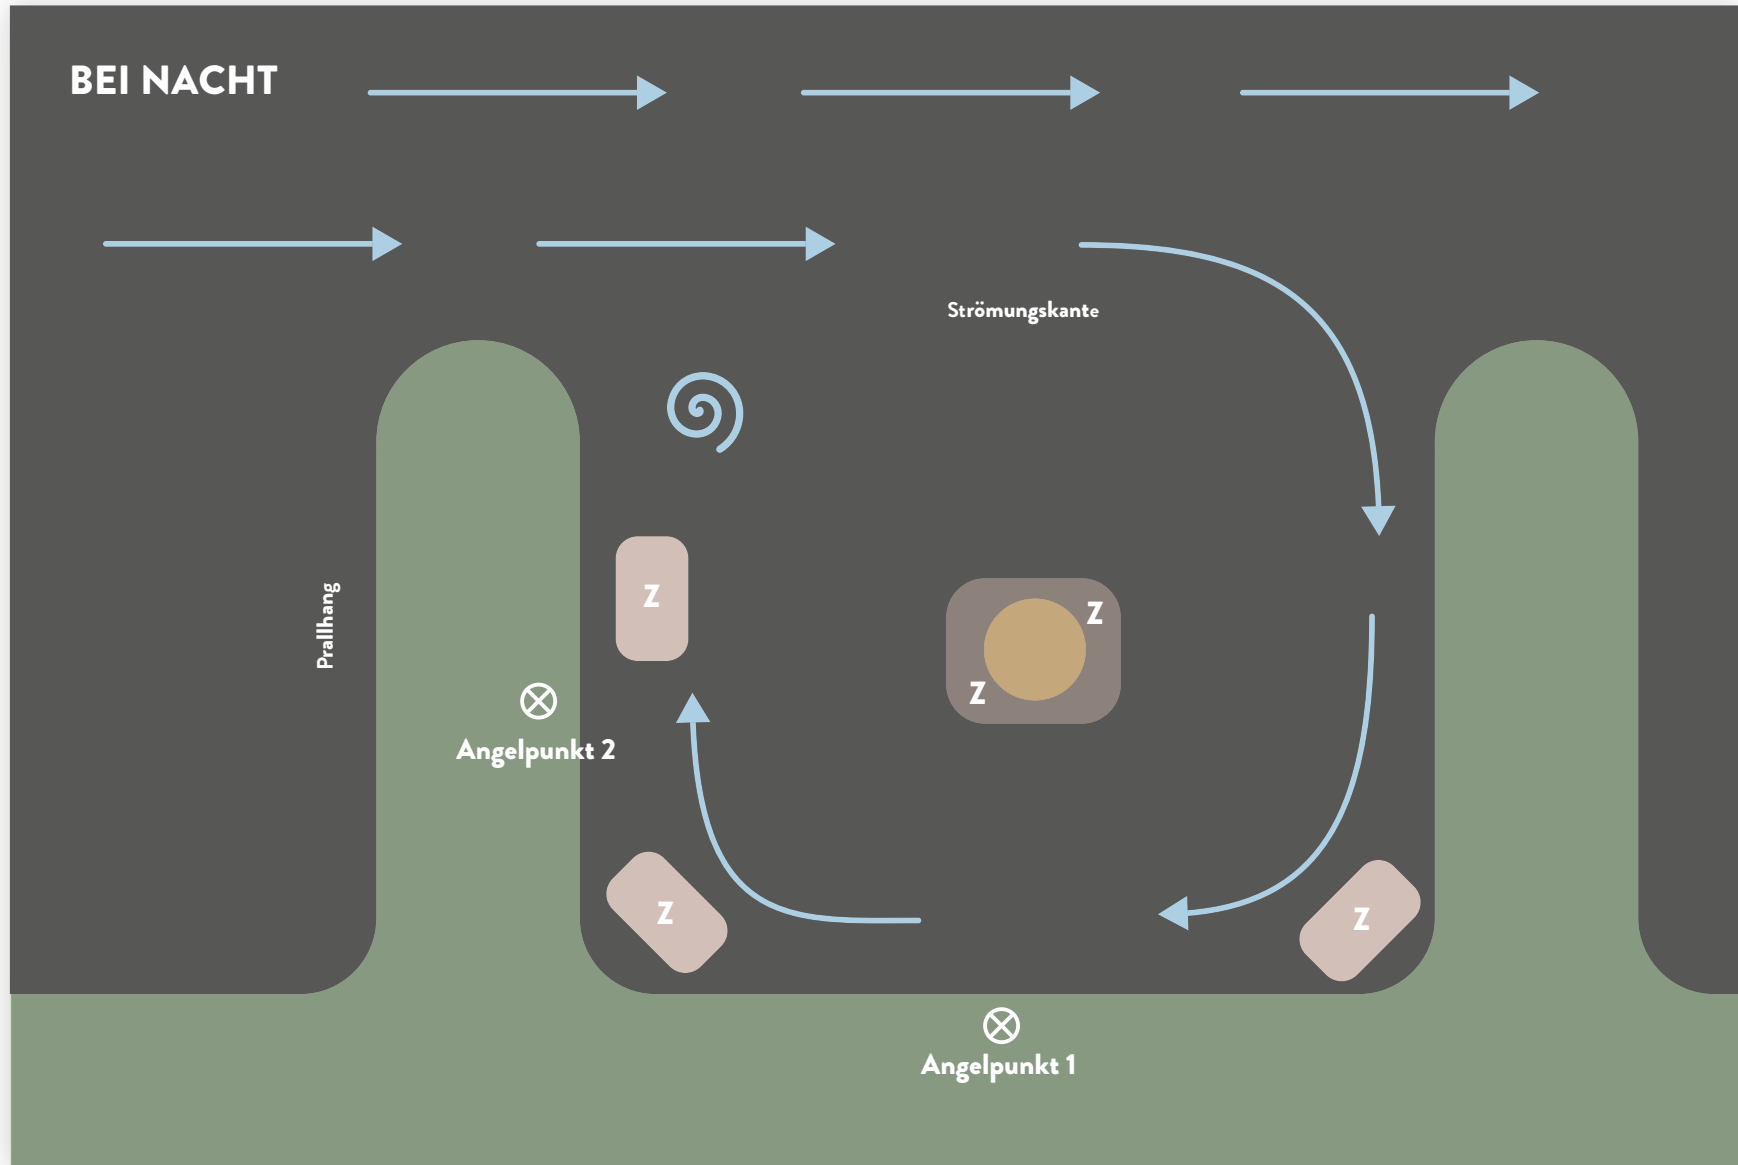 BEI NACHT
Strömungskante
Prallhang
Z
Z
Z
Angelpunkt 2
Z
Z
Angelpunkt 1